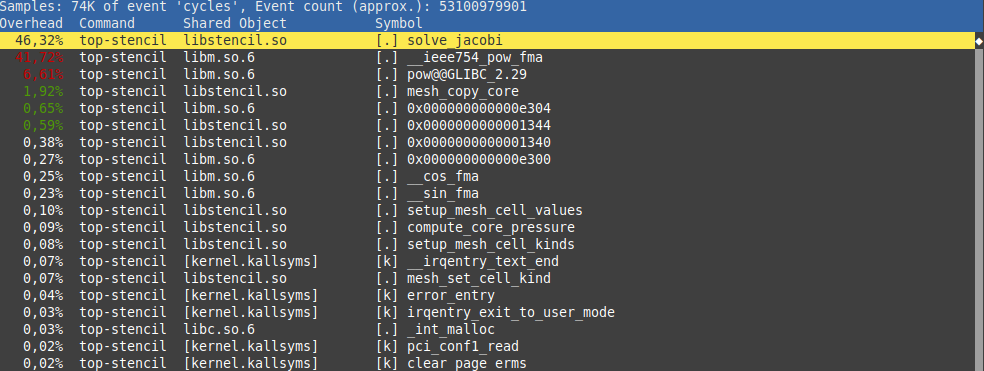 Samples: 74K of event 'cycles', Event count (approx.): 53100979901
Overhead  Command      Shared Object      Symbol
46,32%  top-stencil  libstencil.so      [.] solve_jacobi
41,72%  top-stencil  libm.so.6          [.] __ieee754_pow_fma
6,61%  top-stencil  libm.so.6          [.] pow@@GLIBC_2.29
1,92%  top-stencil  libstencil.so      [.] mesh_copy_core
0,65%  top-stencil  libm.so.6          [.] 0x000000000000e304
0,59%  top-stencil  libstencil.so      [.] 0x0000000000001344
0,38%  top-stencil  libstencil.so      [.] 0x0000000000001340
0,27%  top-stencil  libm.so.6          [.] 0x000000000000e300
0,25%  top-stencil  libm.so.6          [.] __cos_fma
0,23%  top-stencil  libm.so.6          [.] __sin_fma
0,10%  top-stencil  libstencil.so      [.] setup_mesh_cell_values
0,09%  top-stencil  libstencil.so      [.] compute_core_pressure
0,08%  top-stencil  libstencil.so      [.] setup_mesh_cell_kinds
0,07%  top-stencil  [kernel.kallsyms]  [k] __irqentry_text_end
0,07%  top-stencil  libstencil.so      [.] mesh_set_cell_kind
0,04%  top-stencil  [kernel.kallsyms]  [k] error_entry
0,03%  top-stencil  [kernel.kallsyms]  [k] irqentry_exit_to_user_mode
0,03%  top-stencil  libc.so.6          [.] _int_malloc
0,02%  top-stencil  [kernel.kallsyms]  [k] pci_conf1_read
0,02%  top-stencil  [kernel.kallsyms]  [k] clear_page_erms